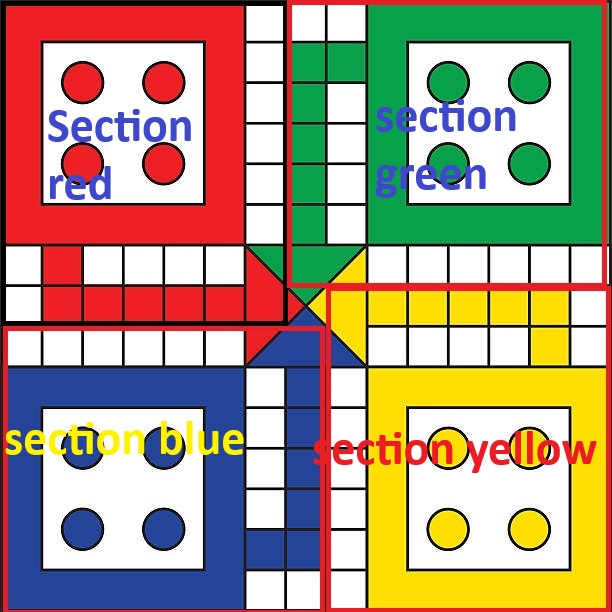 Section
red
section
green
section blue
section yellow